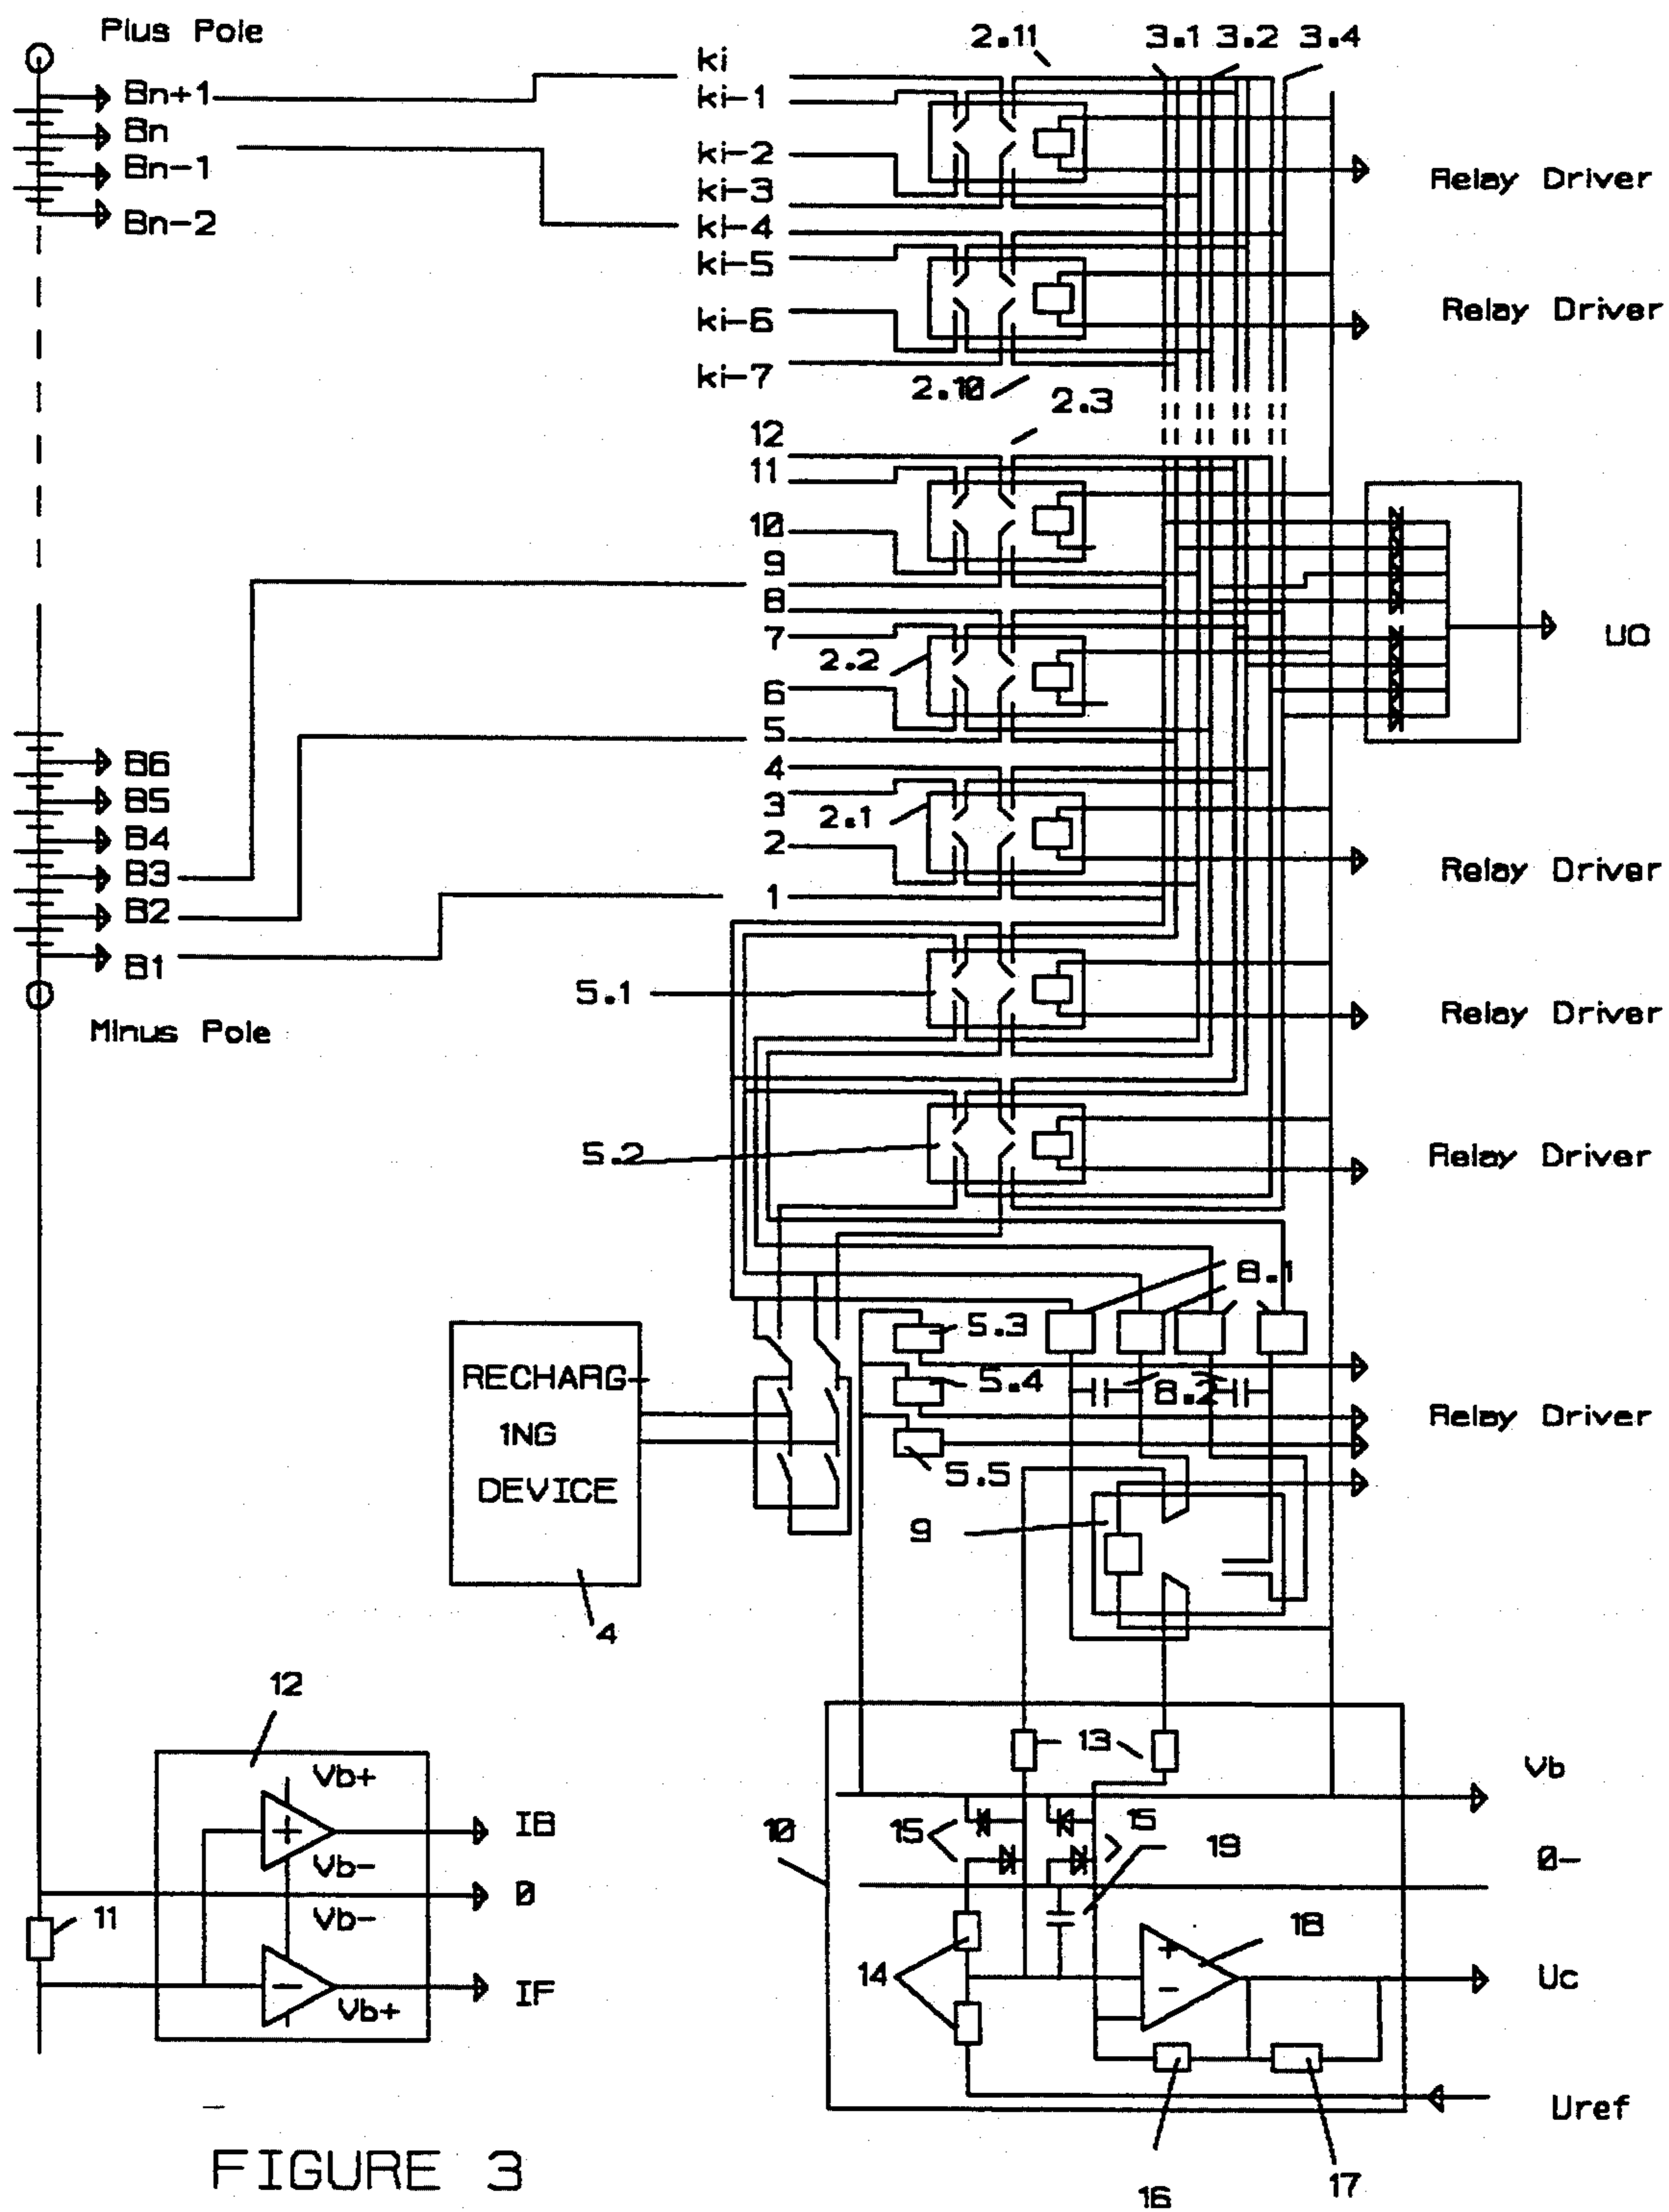 Plus Pole
Bn+1
Bn
Bn-1
Bn-2
B6
B5
B4
B3
B2
B1
Minus Pole
ki
ki-1
ki-2
ki-3
ki-4
ki-5
ki-6
ki-7
12
11
10
9
8
7
6
5
4
3
2
1
2.11
3.1 3.2 3.4
2.10
2.3
2.2
2.1
5.1
5.2
Relay Driver
Relay Driver
UO
Relay Driver
Relay Driver
Relay Driver
8.1
5.3
5.4
8.2
Relay Driver
5.5
9
RECHARG-
1NG
DEVICE
4
12
Vb+
IB
Vb-
0
Vb-
11
IF
Vb+
13
Vb
10
15
15
19
0-
18
14
+
-
Uc
Uref
16
17
FIGURE 3